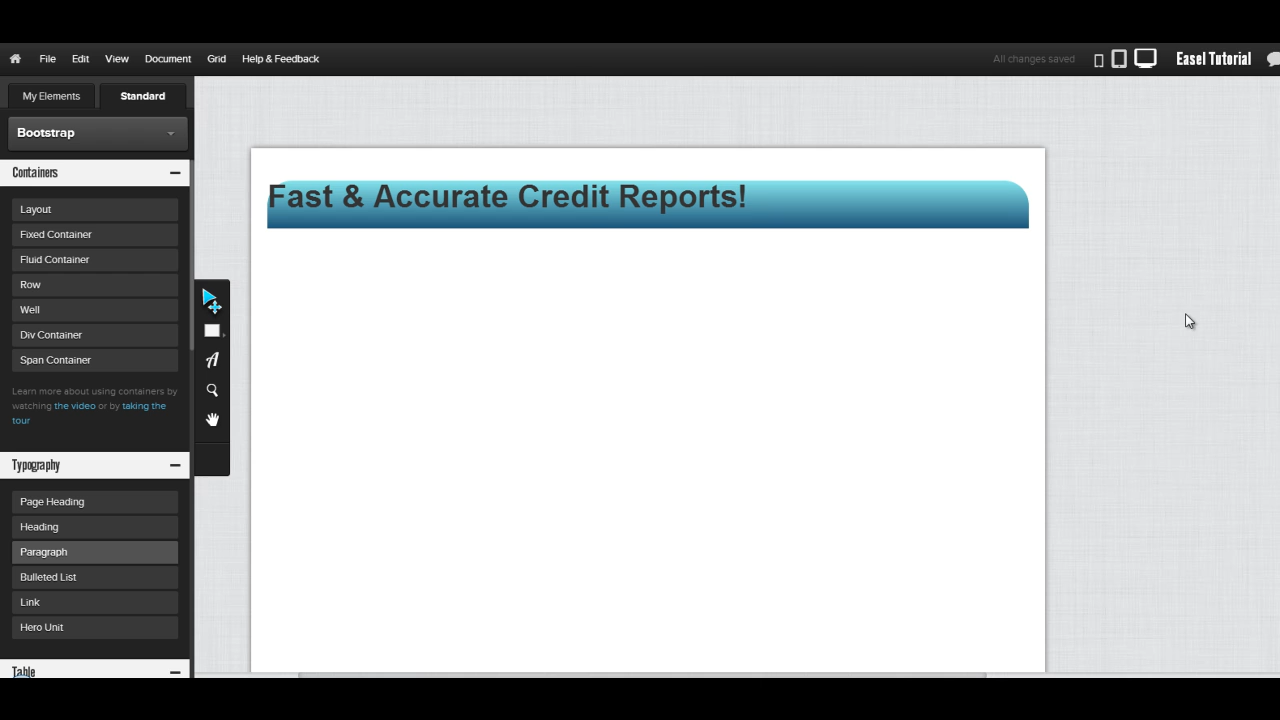 File Edit View Document Grid Help & Feedback All changes saved Easel Tutorial
My Elements Standard
Bootstrap
Containers
Layout
Fixed Container
Fluid Container
Row
Well
Div Container
Span Container
Learn more about using containers by
watching the video or by taking the
tour
Typography
Page Heading
Heading
Paragraph
Bulleted List
Link
Hero Unit
Table
A
Fast & Accurate Credit Reports!